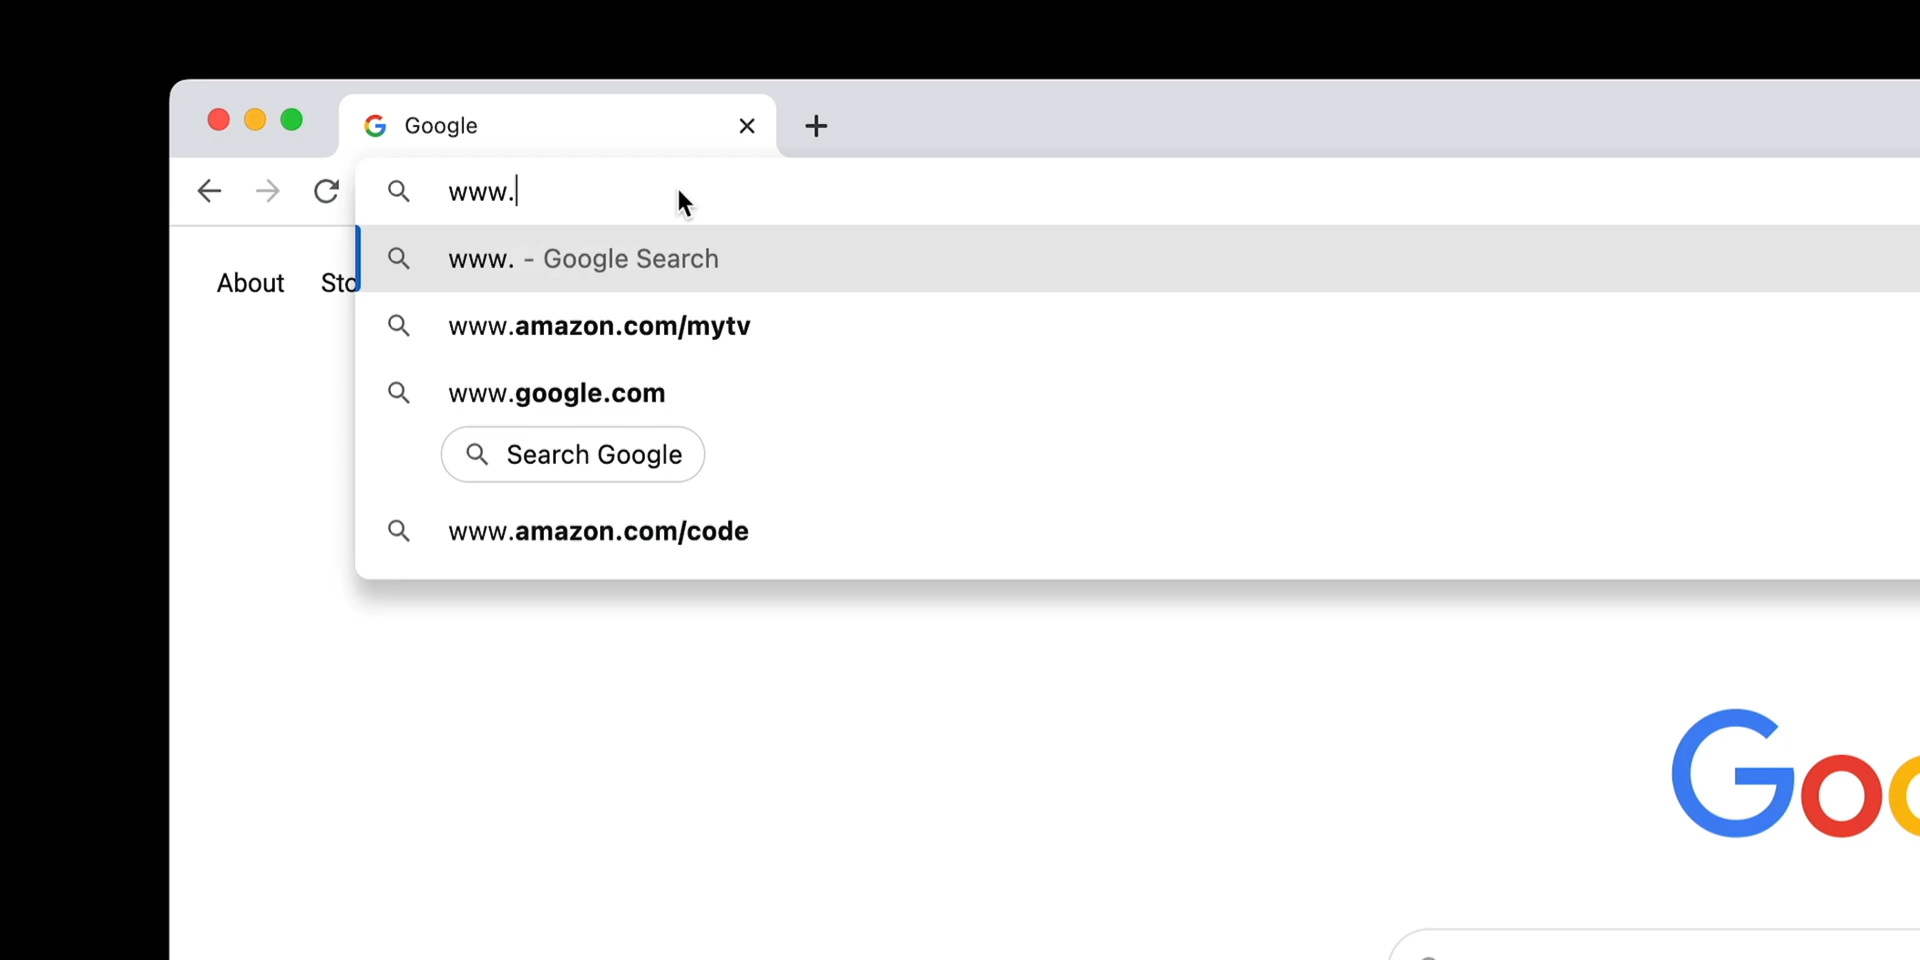 Google
www.
About Sto
www. - Google Search
www.amazon.com/mytv
www.google.com
Search Google
www.amazon.com/code
Goo